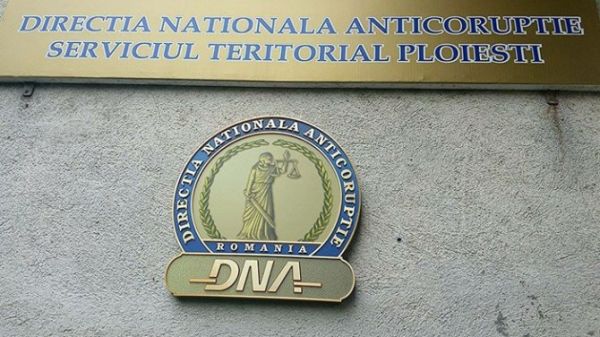 DIRECTIA NATIONALA ANTICORUPTIE
SERVICIUL TERITORIAL PLOIESTI
DIRECTIA NATIONALA ANTICORUPTIE
ROMANIA
DNA